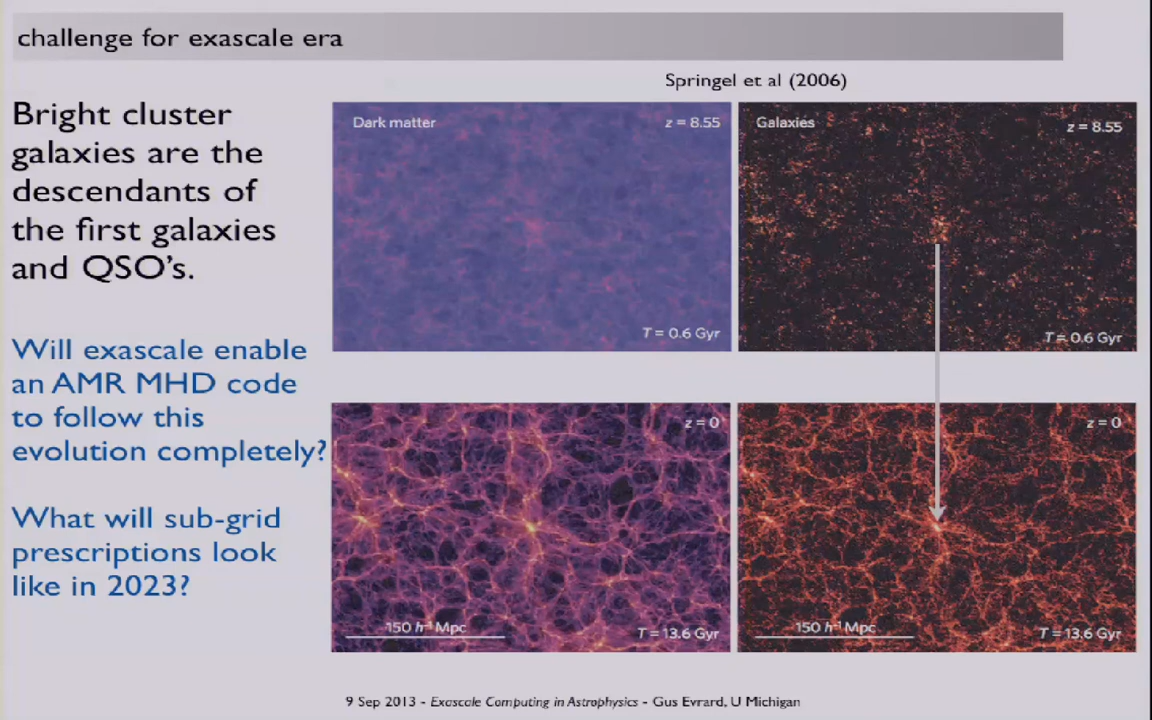 challenge for exascale era
Springel et al (2006)
Bright cluster
galaxies are the
descendants of
the first galaxies
and QSO's.
Will exascale enable
an AMR MHD code
to follow this
evolution completely?
What will sub-grid
prescriptions look
like in 2023?
Dark matter
z = 8.55
T = 0.6 Gyr
Galaxies
z = 8.55
T = 0.6 Gyr
z = 0
150 h⁻¹ Mpc
T = 13.6 Gyr
z = 0
150 h⁻¹ Mpc
T = 13.6 Gyr
9 Sep 2013 - Exascale Computing in Astrophysics - Gus Evrard, U Michigan